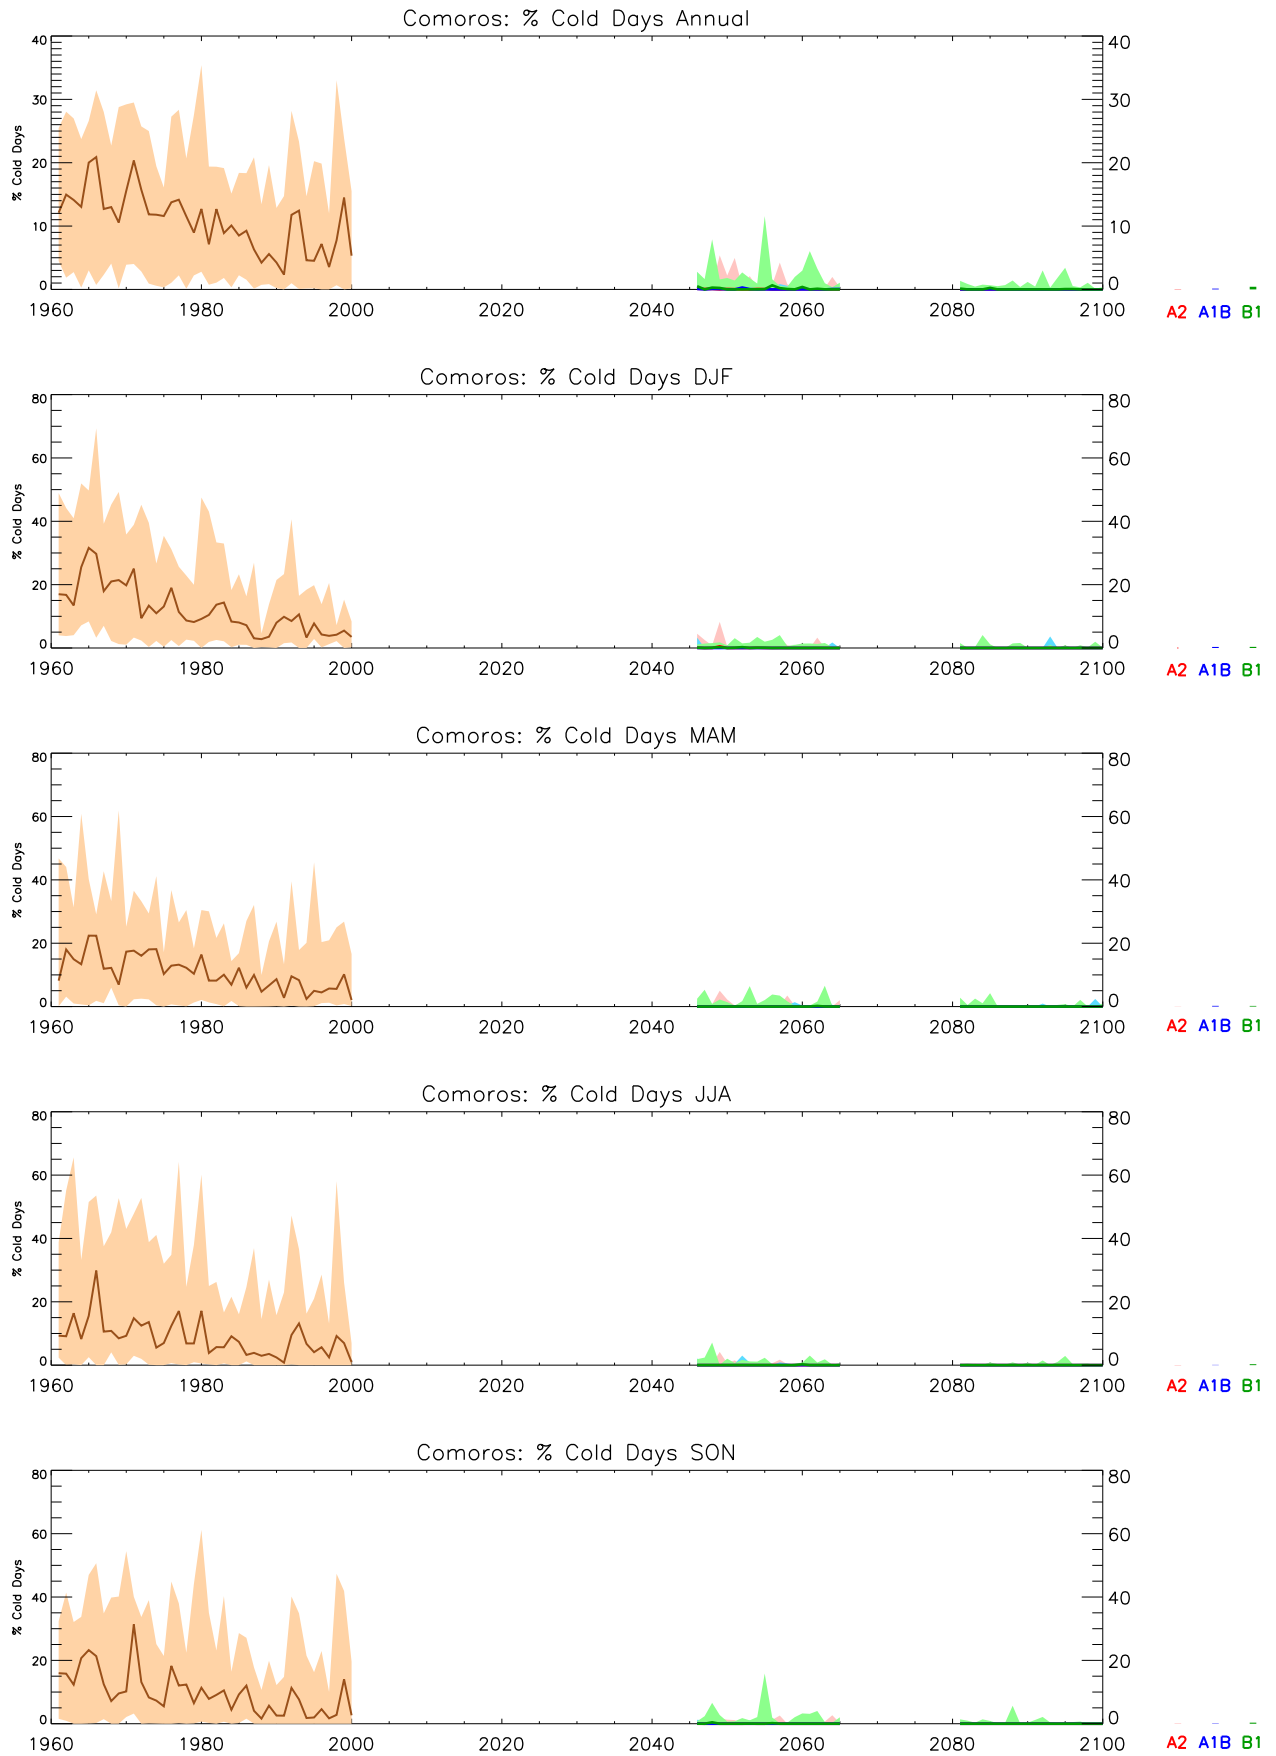 Comoros: % Cold Days Annual
40 40
30 30
20 20
10 10
0 0
% Cold Days
1960 1980 2000 2020 2040 2060 2080 2100
A2 A1B B1
Comoros: % Cold Days DJF
80 80
60 60
40 40
20 20
0 0
% Cold Days
1960 1980 2000 2020 2040 2060 2080 2100
A2 A1B B1
Comoros: % Cold Days MAM
80 80
60 60
40 40
20 20
0 0
% Cold Days
1960 1980 2000 2020 2040 2060 2080 2100
A2 A1B B1
Comoros: % Cold Days JJA
80 80
60 60
40 40
20 20
0 0
% Cold Days
1960 1980 2000 2020 2040 2060 2080 2100
A2 A1B B1
Comoros: % Cold Days SON
80 80
60 60
40 40
20 20
0 0
% Cold Days
1960 1980 2000 2020 2040 2060 2080 2100
A2 A1B B1